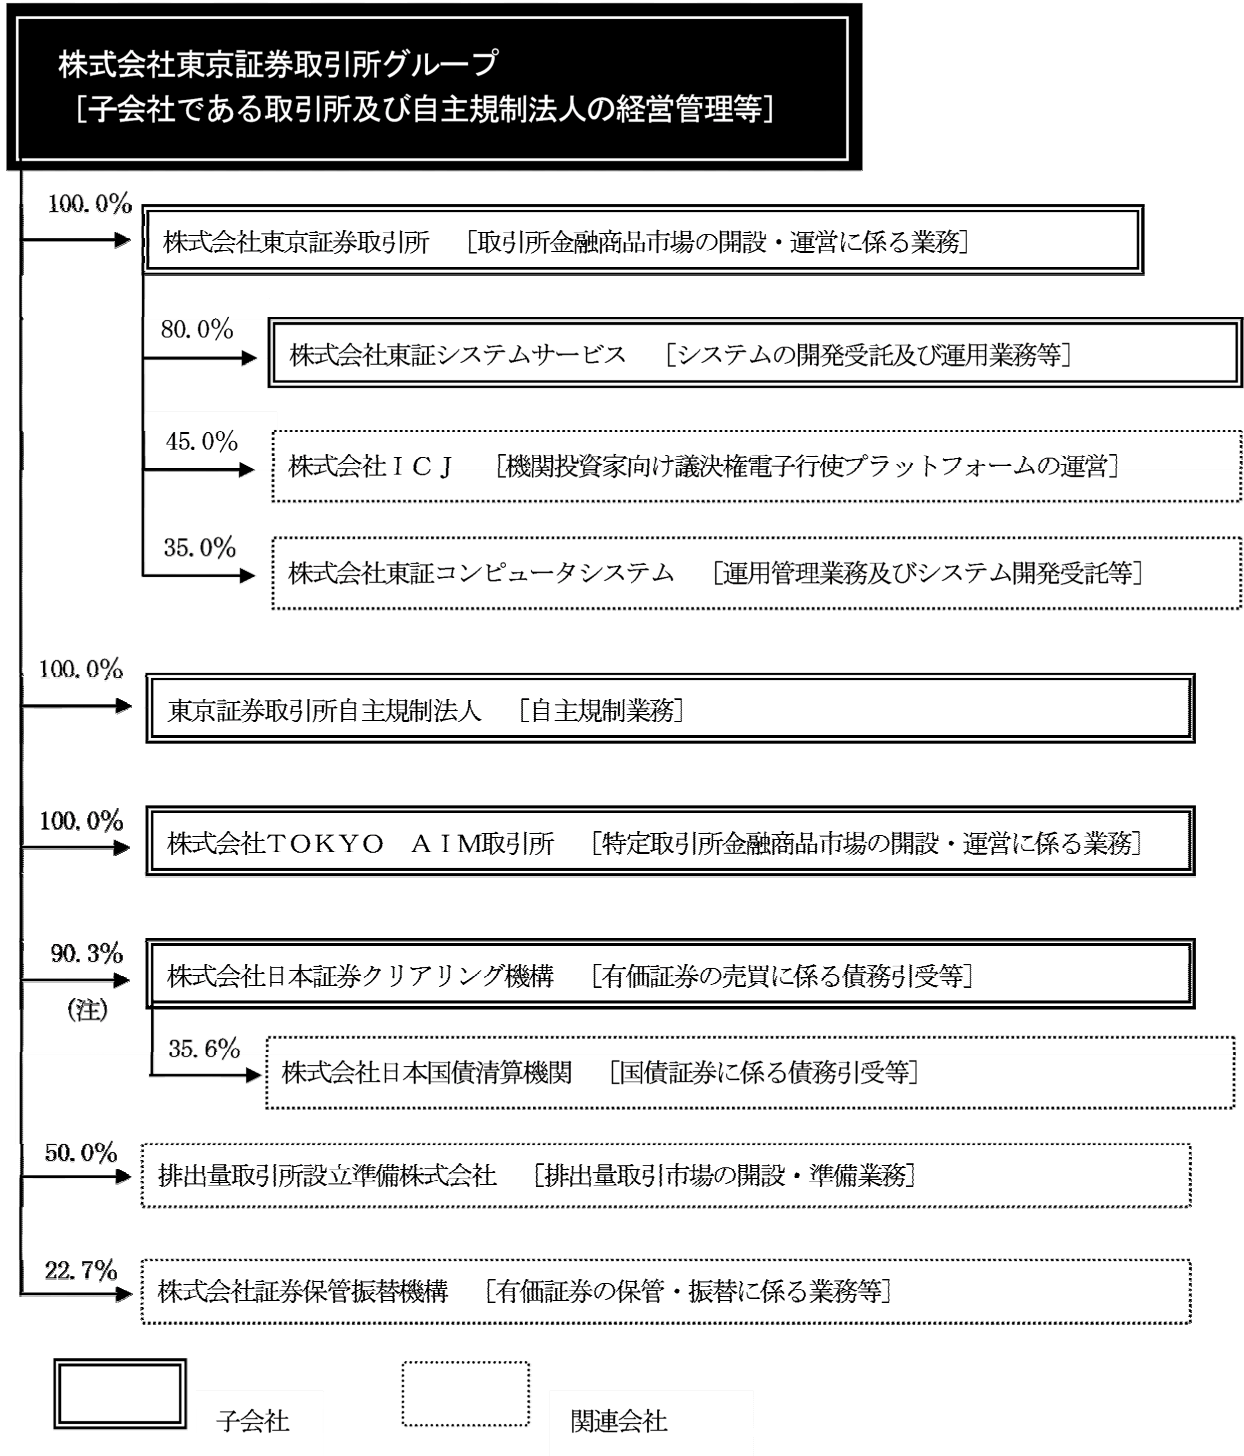 株式会社東京証券取引所グループ
［子会社である取引所及び自主規制法人の経営管理等］
100.0%
株式会社東京証券取引所　［取引所金融商品市場の開設・運営に係る業務］
80.0%
株式会社東証システムサービス　［システムの開発受託及び運用業務等］
45.0%
株式会社ＩＣＪ　［機関投資家向け議決権電子行使プラットフォームの運営］
35.0%
株式会社東証コンピュータシステム　［運用管理業務及びシステム開発受託等］
100.0%
東京証券取引所自主規制法人　［自主規制業務］
100.0%
株式会社ＴＯＫＹＯ　ＡＩＭ取引所　［特定取引所金融商品市場の開設・運営に係る業務］
90.3%
（注）
株式会社日本証券クリアリング機構　［有価証券の売買に係る債務引受等］
35.6%
株式会社日本国債清算機関　［国債証券に係る債務引受等］
50.0%
排出量取引所設立準備株式会社　［排出量取引市場の開設・準備業務］
22.7%
株式会社証券保管振替機構　［有価証券の保管・振替に係る業務等］
子会社　関連会社